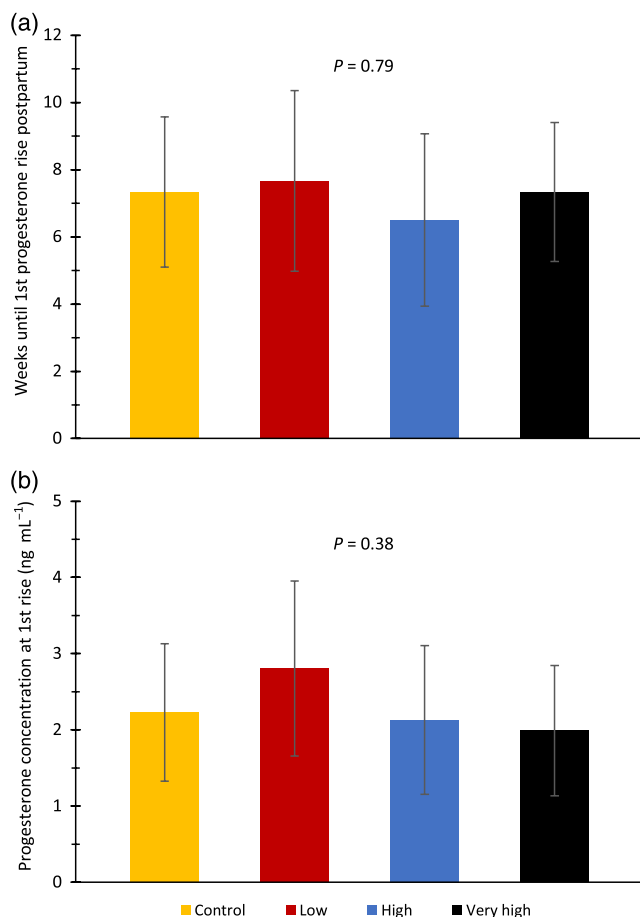 (a)
Weeks until 1st progesterone rise postpartum
12
10
8
6
4
2
0
P = 0.79
(b)
Progesterone concentration at 1st rise (ng mL⁻¹)
5
4
3
2
1
0
P = 0.38
Control Low High Very high